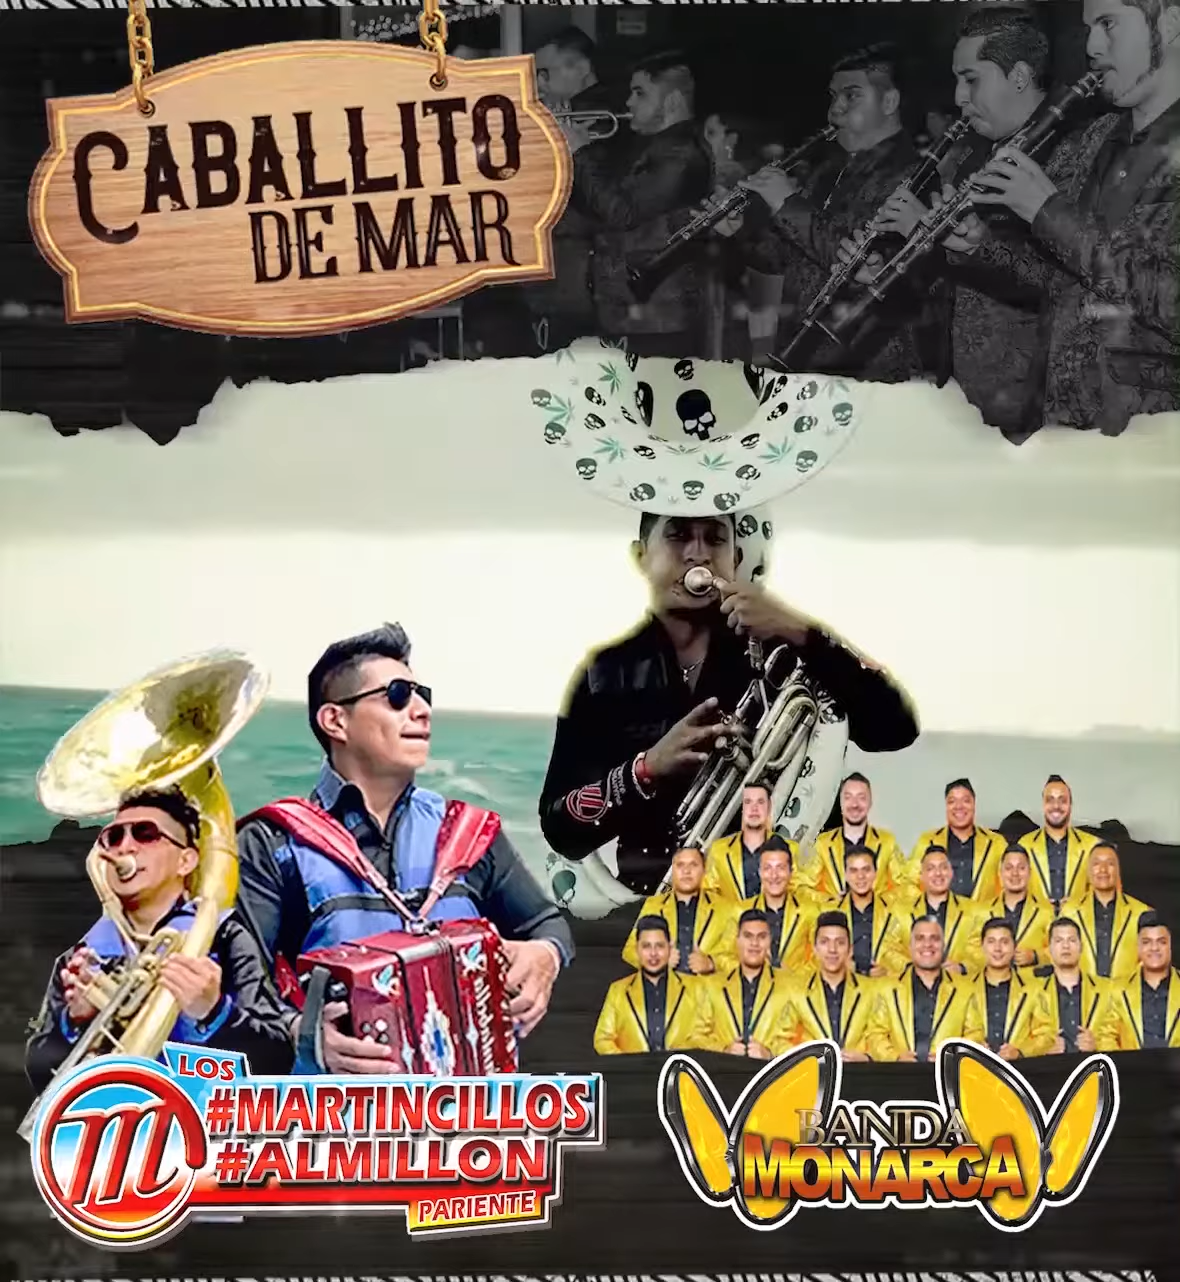 CABALLITO
DE MAR
LOS
#MARTINCILLOS
#ALMILLON
PARIENTE
BANDA
MONARCA